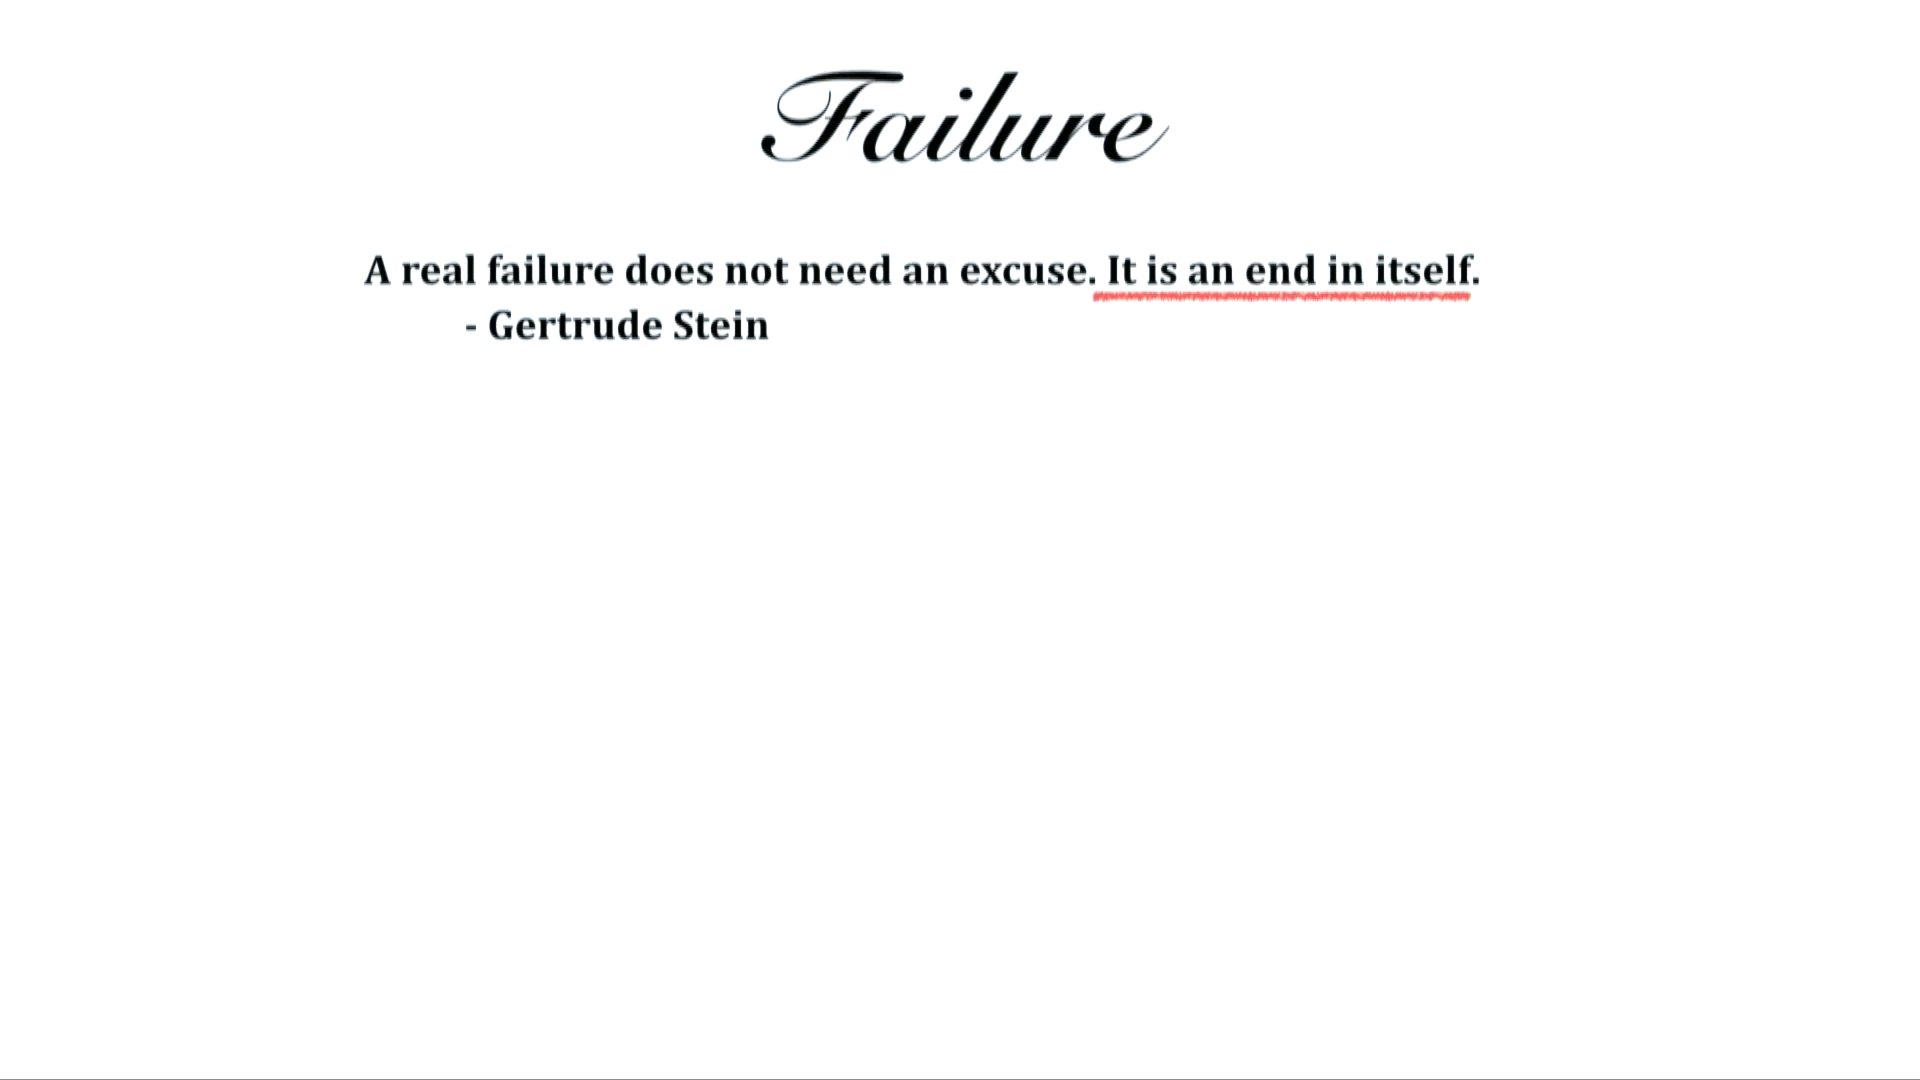 Failure
A real failure does not need an excuse. It is an end in itself.
- Gertrude Stein